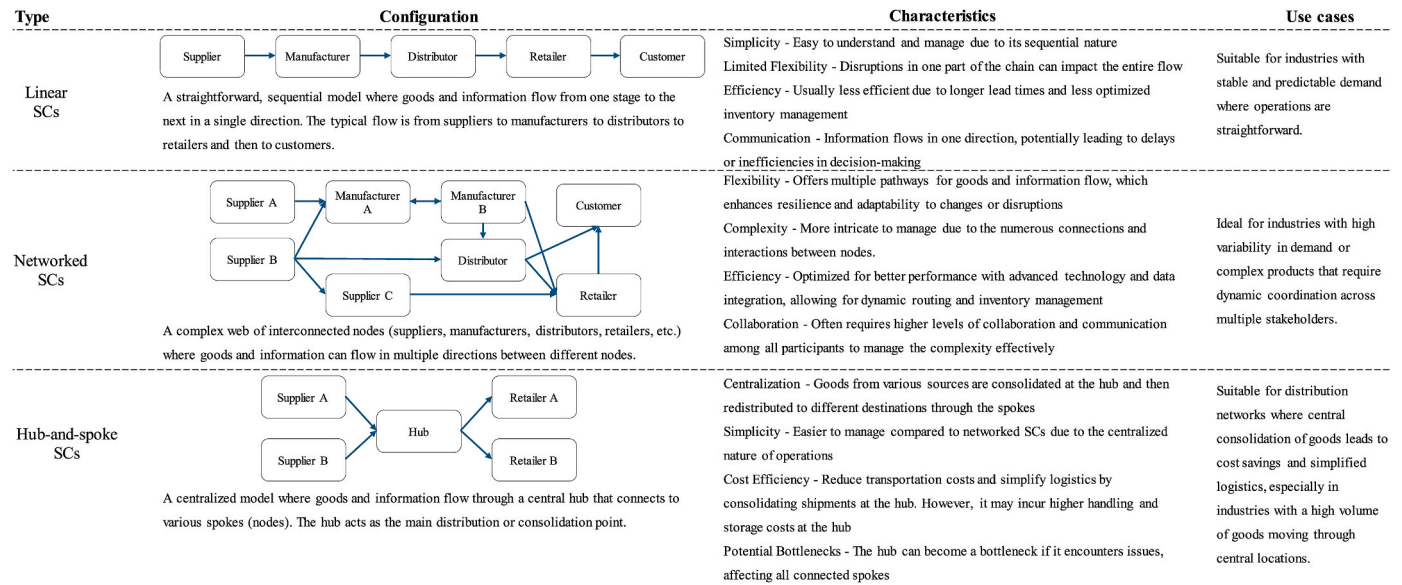 Type Configuration Characteristics Use cases
Linear
SCs
Supplier Manufacturer Distributor Retailer Customer
A straightforward, sequential model where goods and information flow from one stage to the
next in a single direction. The typical flow is from suppliers to manufacturers to distributors to
retailers and then to customers.
Simplicity - Easy to understand and manage due to its sequential nature
Limited Flexibility - Disruptions in one part of the chain can impact the entire flow
Efficiency - Usually less efficient due to longer lead times and less optimized
inventory management
Communication - Information flows in one direction, potentially leading to delays
or inefficiencies in decision-making
Suitable for industries with
stable and predictable demand
where operations are
straightforward.
Networked
SCs
Supplier A
Manufacturer
A
Manufacturer
B
Customer
Supplier B
Distributor
Supplier C
Retailer
A complex web of interconnected nodes (suppliers, manufacturers, distributors, retailers, etc.)
where goods and information can flow in multiple directions between different nodes.
Flexibility - Offers multiple pathways for goods and information flow, which
enhances resilience and adaptability to changes or disruptions
Complexity - More intricate to manage due to the numerous connections and
interactions between nodes.
Efficiency - Optimized for better performance with advanced technology and data
integration, allowing for dynamic routing and inventory management
Collaboration - Often requires higher levels of collaboration and communication
among all participants to manage the complexity effectively
Ideal for industries with high
variability in demand or
complex products that require
dynamic coordination across
multiple stakeholders.
Hub-and-spoke
SCs
Supplier A
Retailer A
Hub
Supplier B
Retailer B
A centralized model where goods and information flow through a central hub that connects to
various spokes (nodes). The hub acts as the main distribution or consolidation point.
Centralization - Goods from various sources are consolidated at the hub and then
redistributed to different destinations through the spokes
Simplicity - Easier to manage compared to networked SCs due to the centralized
nature of operations
Cost Efficiency - Reduce transportation costs and simplify logistics by
consolidating shipments at the hub. However, it may incur higher handling and
storage costs at the hub
Potential Bottlenecks - The hub can become a bottleneck if it encounters issues,
affecting all connected spokes
Suitable for distribution
networks where central
consolidation of goods leads to
cost savings and simplified
logistics, especially in
industries with a high volume
of goods moving through
central locations.